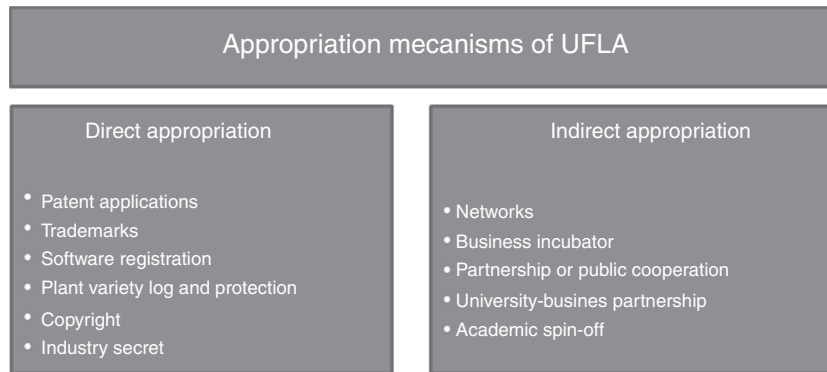 Appropriation mecanisms of UFLA
Direct appropriation
• Patent applications
• Trademarks
• Software registration
• Plant variety log and protection
• Copyright
• Industry secret
Indirect appropriation
• Networks
• Business incubator
• Partnership or public cooperation
• University-busines partnership
• Academic spin-off